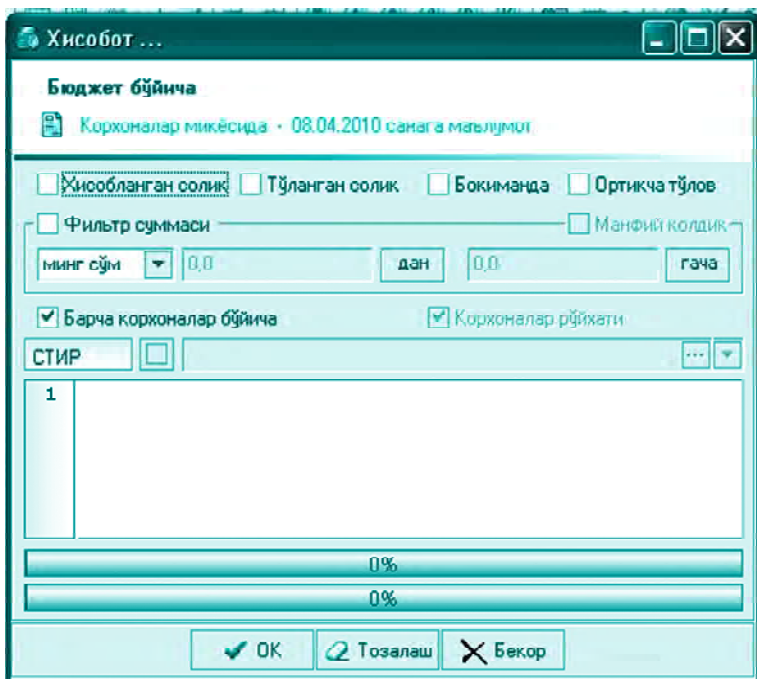 Хисобот ...
Бюджет бўйича
Корхоналар микёсида - 08.04.2010 санага маълумот
Хисобланган солик Тўланган солик Бокиманда Ортикча тўлов
Фильтр суммаси Манфий колдик
минг сўм 0,0 дан 0,0 гача
Барча корхоналар бўйича Корхоналар рўйхати
СТИР ...
1
0%
0%
OK Тозалаш Бекор